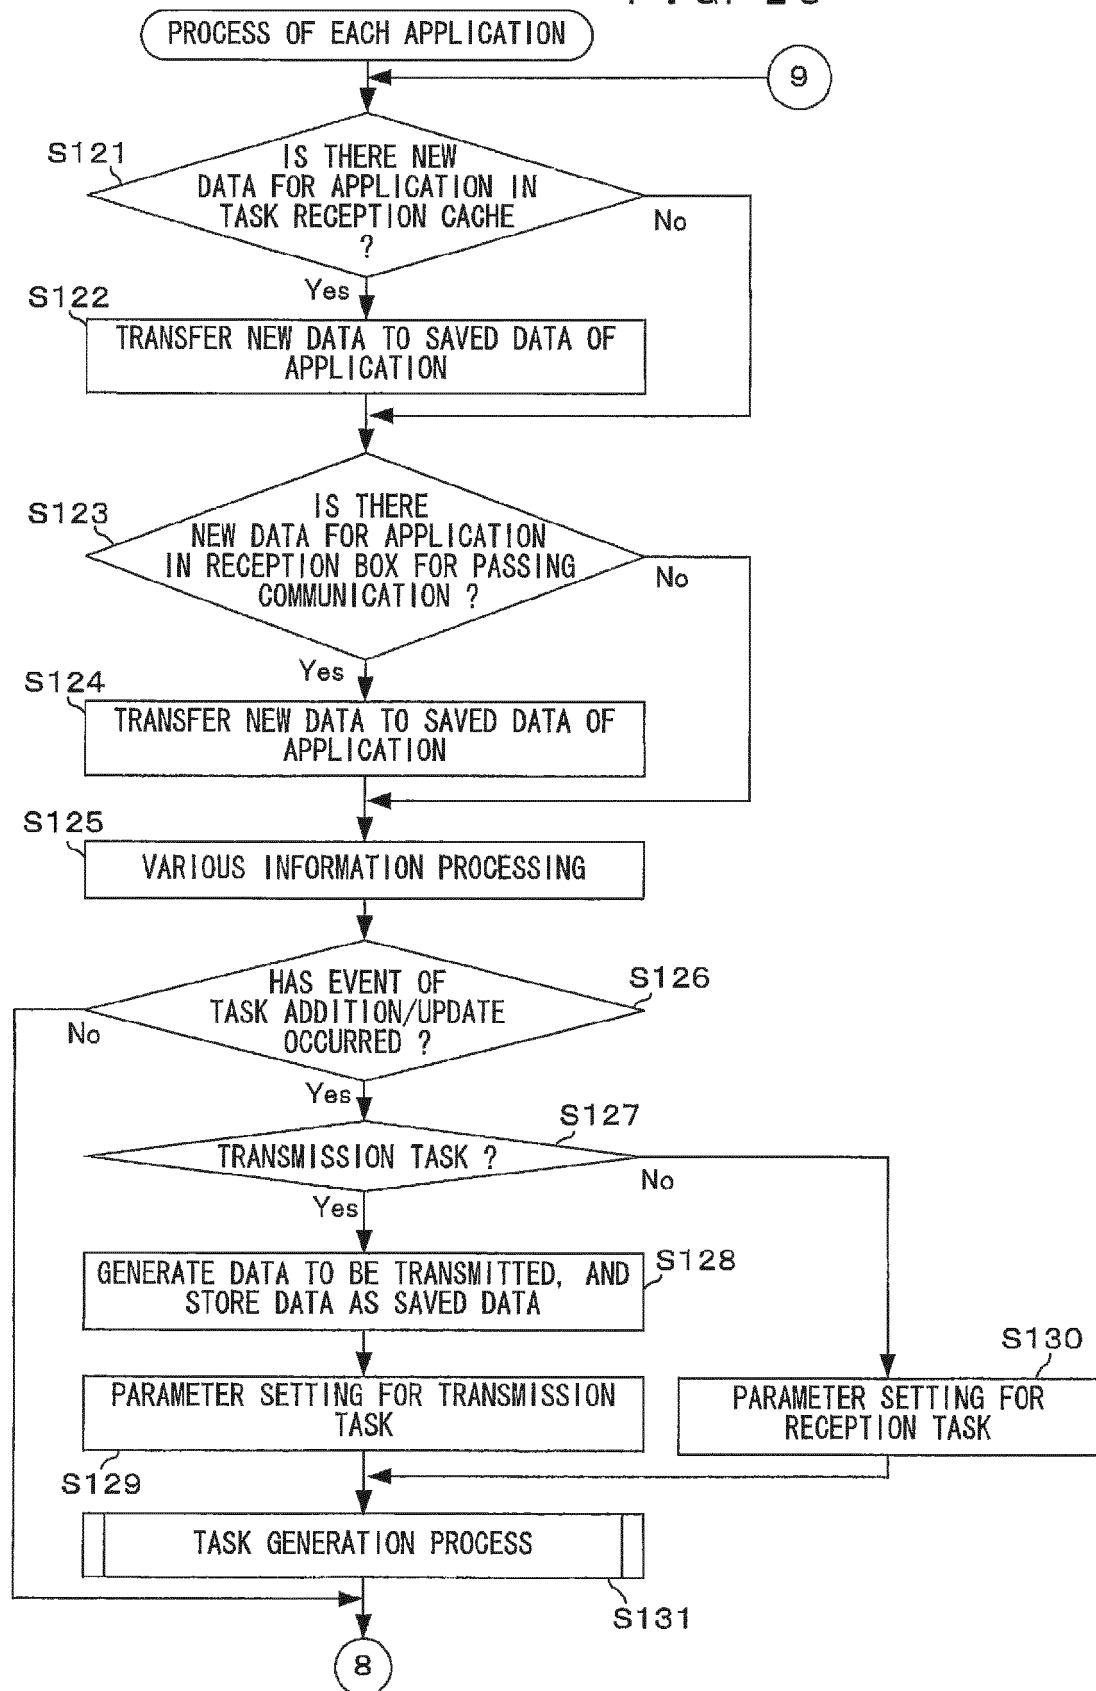 PROCESS OF EACH APPLICATION
9
S121
IS THERE NEW
DATA FOR APPLICATION IN
TASK RECEPTION CACHE
?
No
Yes
S122
TRANSFER NEW DATA TO SAVED DATA OF
APPLICATION
S123
IS THERE
NEW DATA FOR APPLICATION
IN RECEPTION BOX FOR PASSING
COMMUNICATION ?
No
Yes
S124
TRANSFER NEW DATA TO SAVED DATA OF
APPLICATION
S125
VARIOUS INFORMATION PROCESSING
HAS EVENT OF
TASK ADDITION/UPDATE
OCCURRED ?
S126
No
Yes
S127
TRANSMISSION TASK ?
No
Yes
S128
GENERATE DATA TO BE TRANSMITTED, AND
STORE DATA AS SAVED DATA
S130
PARAMETER SETTING FOR TRANSMISSION
TASK
PARAMETER SETTING FOR
RECEPTION TASK
S129
TASK GENERATION PROCESS
S131
8